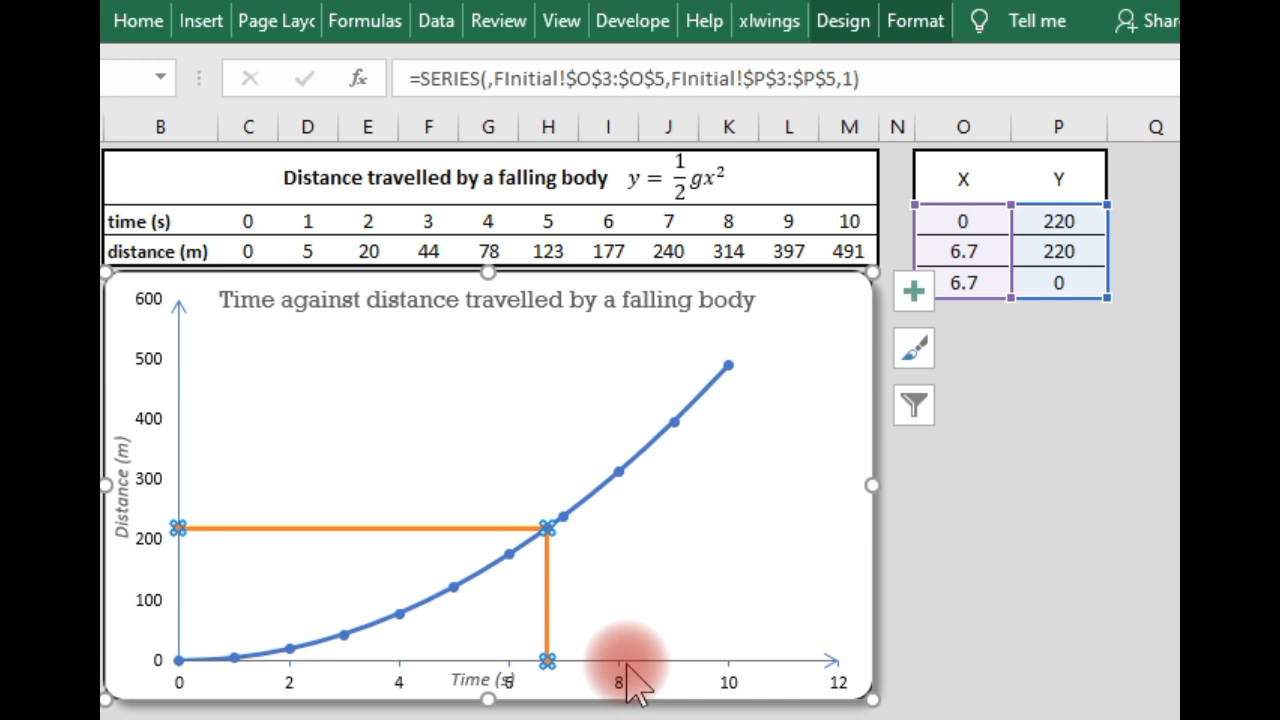 Home Insert Page Layc Formulas Data Review View Develope Help xlwings Design Format Tell me Shar
fx =SERIES(,FInitial!$O$3:$O$5,FInitial!$P$3:$P$5,1)
B C D E F G H I J K L M N O P Q
Distance travelled by a falling body y = 1/2 gx² X Y
time (s) 0 1 2 3 4 5 6 7 8 9 10 0 220
distance (m) 0 5 20 44 78 123 177 240 314 397 491 6.7 220
6.7 0
Time against distance travelled by a falling body
600
500
400
300
200
100
0
Distance (m)
0 2 4 6 8 10 12
Time (s)